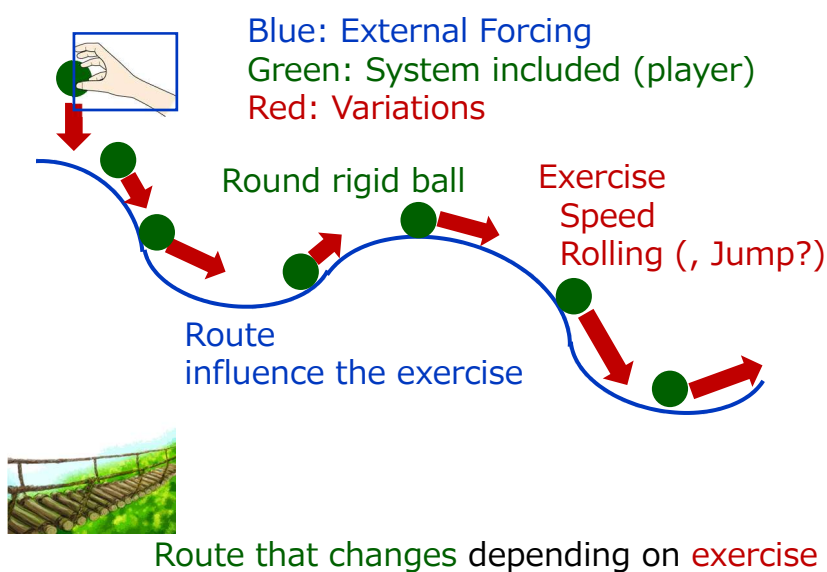 Blue: External Forcing
Green: System included (player)
Red: Variations
Round rigid ball
Exercise
Speed
Rolling (, Jump?)
Route
influence the exercise
Route that changes depending on exercise